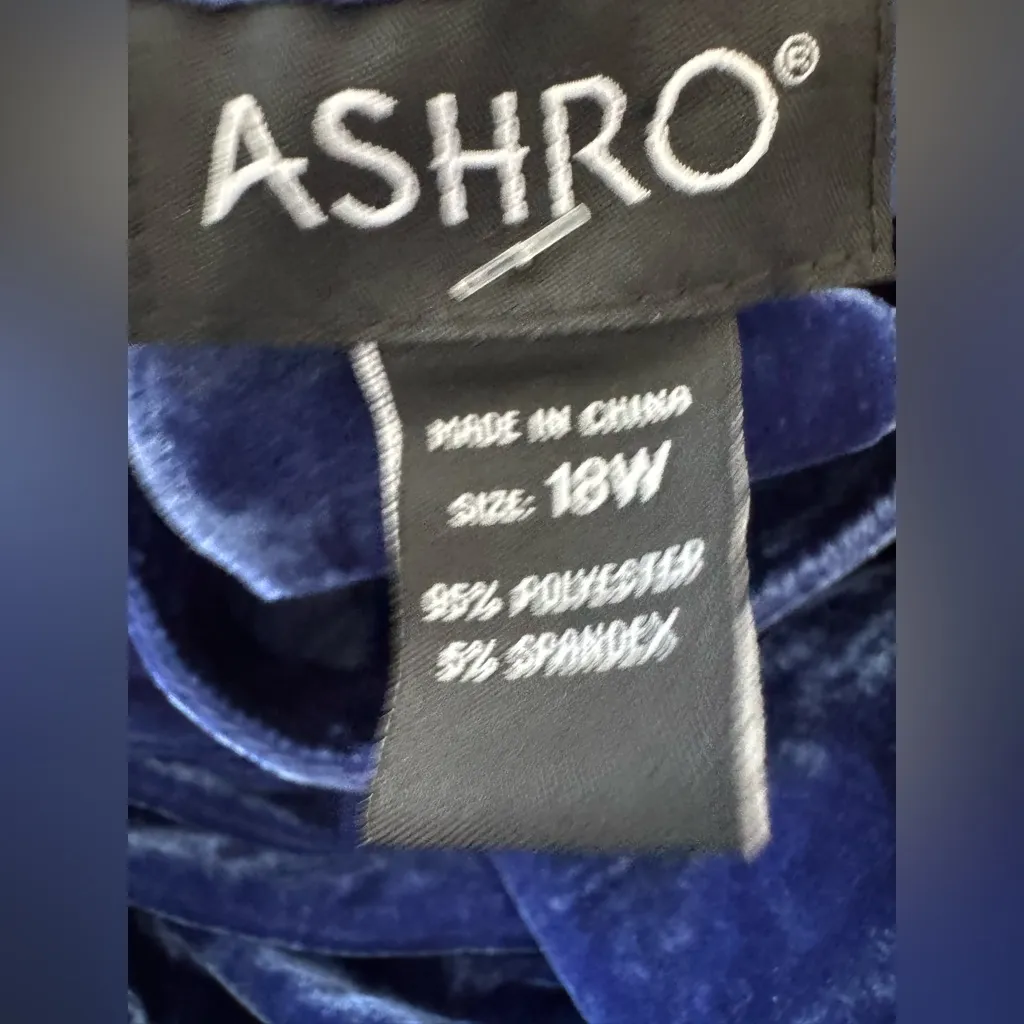 ASHRO®
MADE IN CHINA
SIZE: 18W
95% POLYESTER
5% SPANDEX